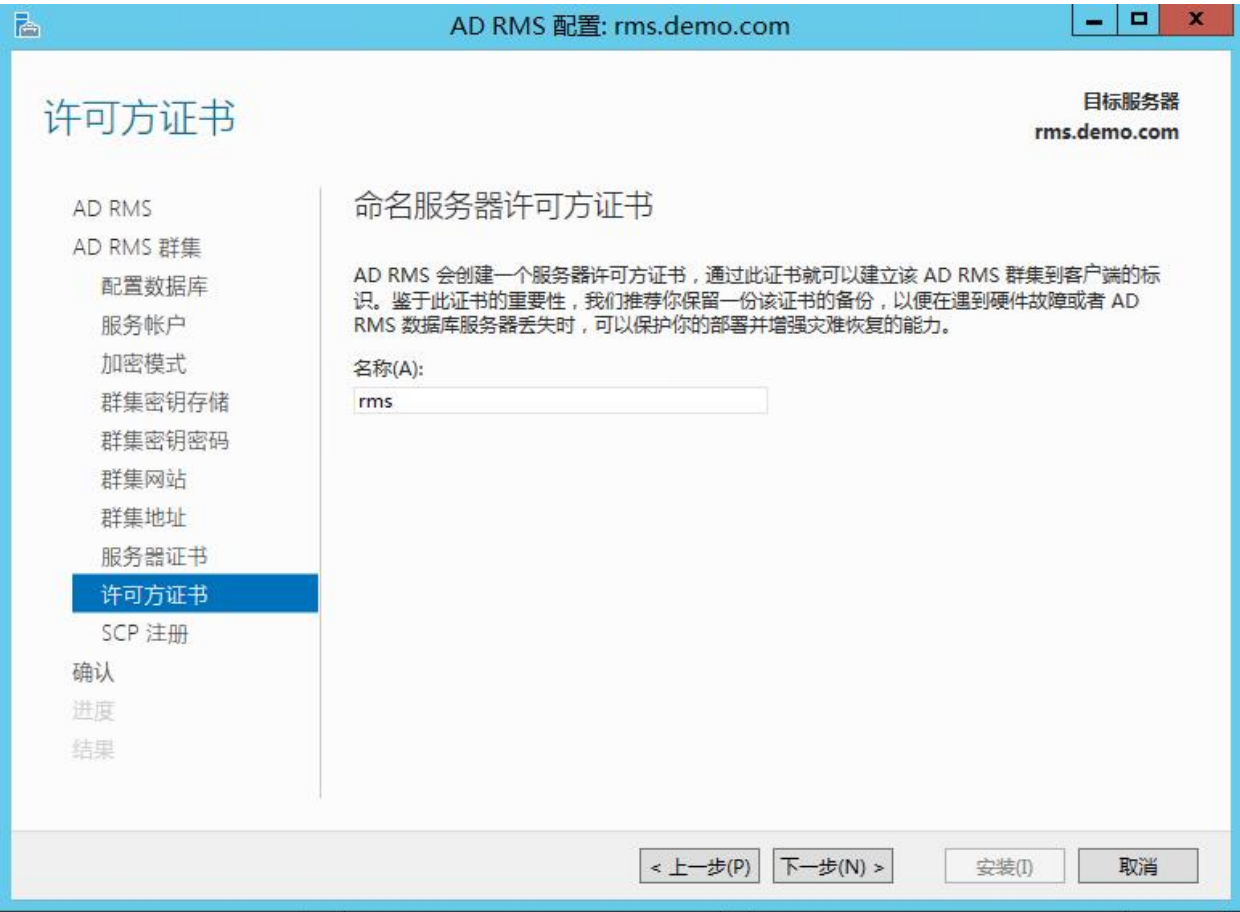 AD RMS 配置: rms.demo.com
许可方证书
目标服务器
rms.demo.com
AD RMS
AD RMS 群集
配置数据库
服务帐户
加密模式
群集密钥存储
群集密钥密码
群集网站
群集地址
服务器证书
许可方证书
SCP 注册
确认
进度
结果
命名服务器许可方证书
AD RMS 会创建一个服务器许可方证书，通过此证书就可以建立该 AD RMS 群集到客户端的标
识。鉴于此证书的重要性，我们推荐你保留一份该证书的备份，以便在遇到硬件故障或者 AD
RMS 数据库服务器丢失时，可以保护你的部署并增强灾难恢复的能力。
名称(A):
rms
< 上一步(P)
下一步(N) >
安装(I)
取消